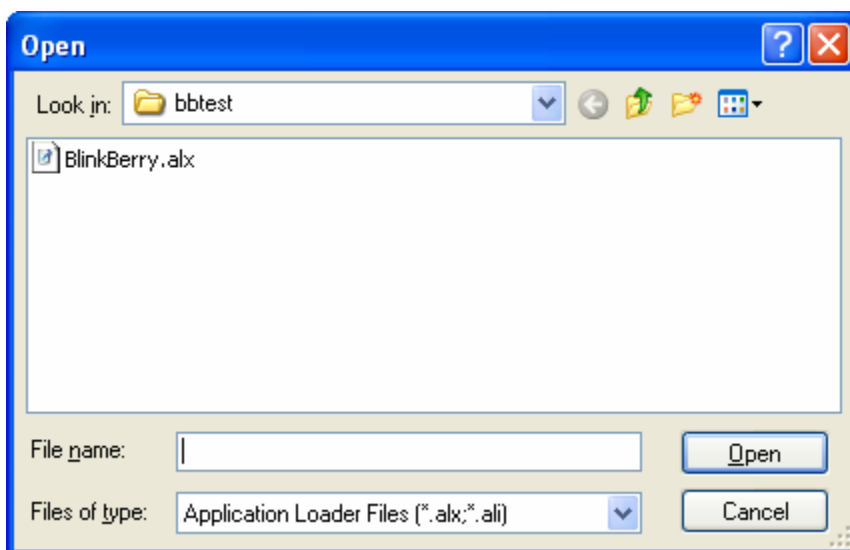 Open
Look in: bbtest
BlinkBerry.alx
File name:
Open
Files of type: Application Loader Files (*.alx;*.ali)
Cancel